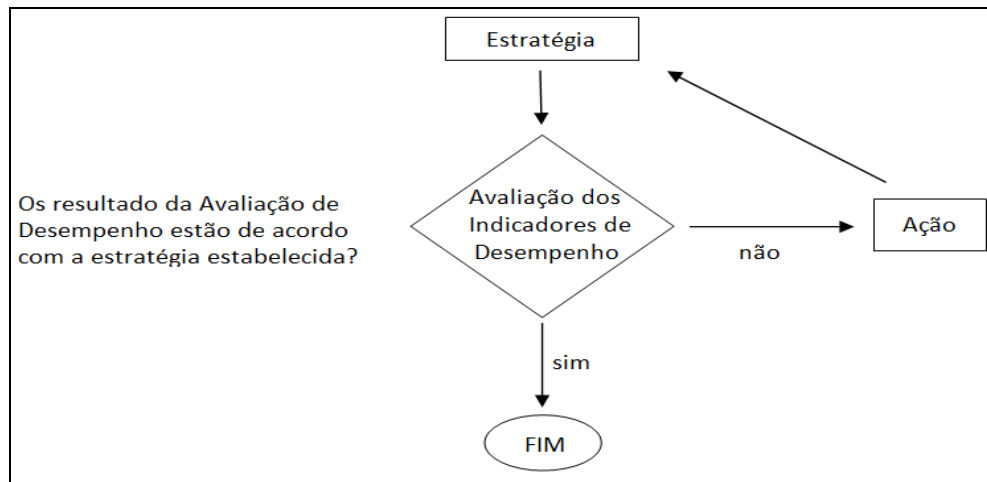 Estratégia
Os resultado da Avaliação de
Desempenho estão de acordo
com a estratégia estabelecida?
Avaliação dos
Indicadores de
Desempenho
não
Ação
sim
FIM